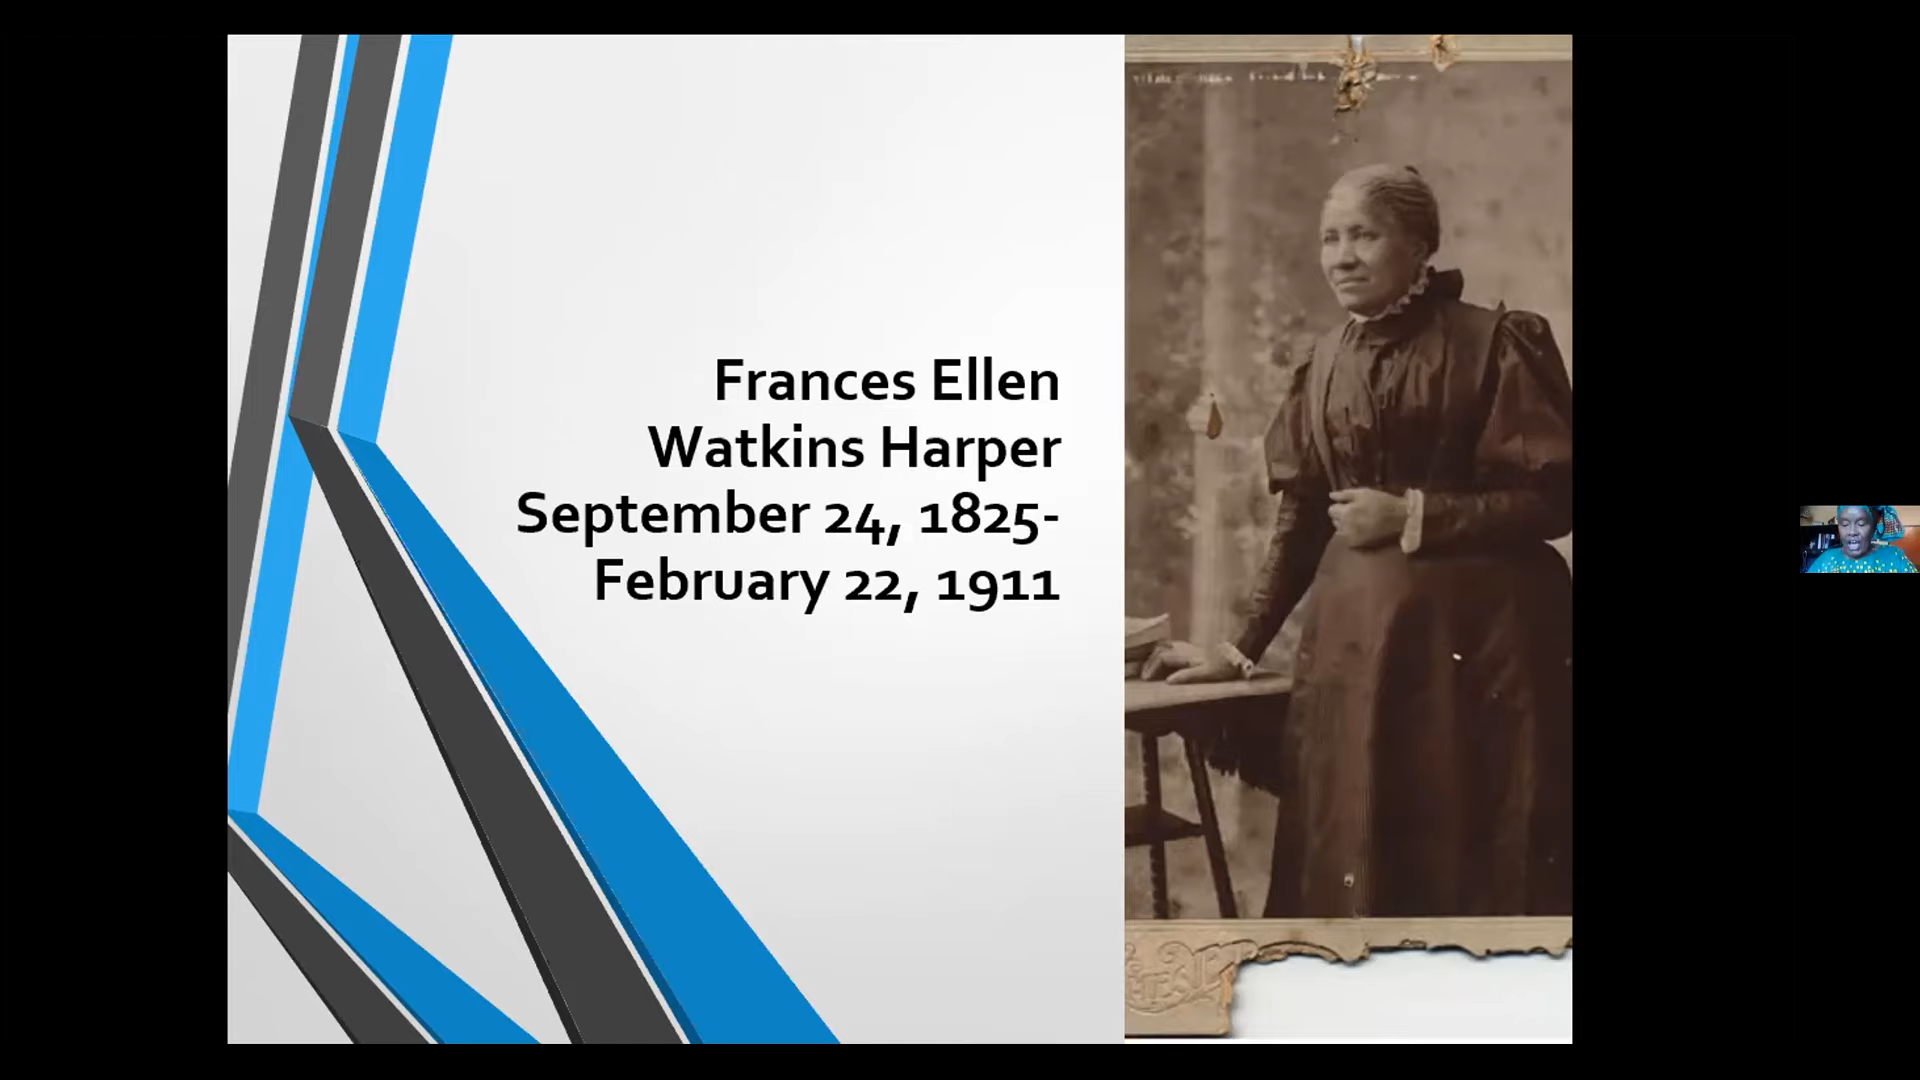 Frances Ellen
Watkins Harper
September 24, 1825-
February 22, 1911